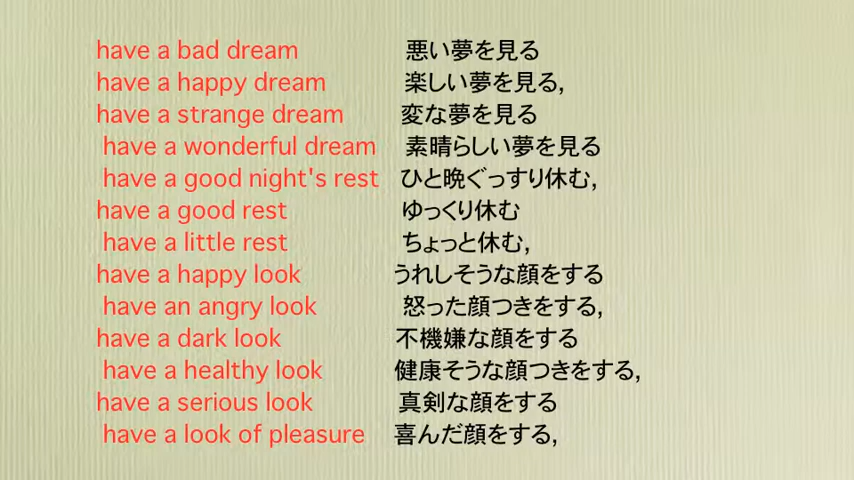 have a bad dream 悪い夢を見る
have a happy dream 楽しい夢を見る,
have a strange dream 変な夢を見る
have a wonderful dream 素晴らしい夢を見る
have a good night's rest ひと晩ぐっすり休む,
have a good rest ゆっくり休む
have a little rest ちょっと休む,
have a happy look うれしそうな顔をする
have an angry look 怒った顔つきをする,
have a dark look 不機嫌な顔をする
have a healthy look 健康そうな顔つきをする,
have a serious look 真剣な顔をする
have a look of pleasure 喜んだ顔をする,